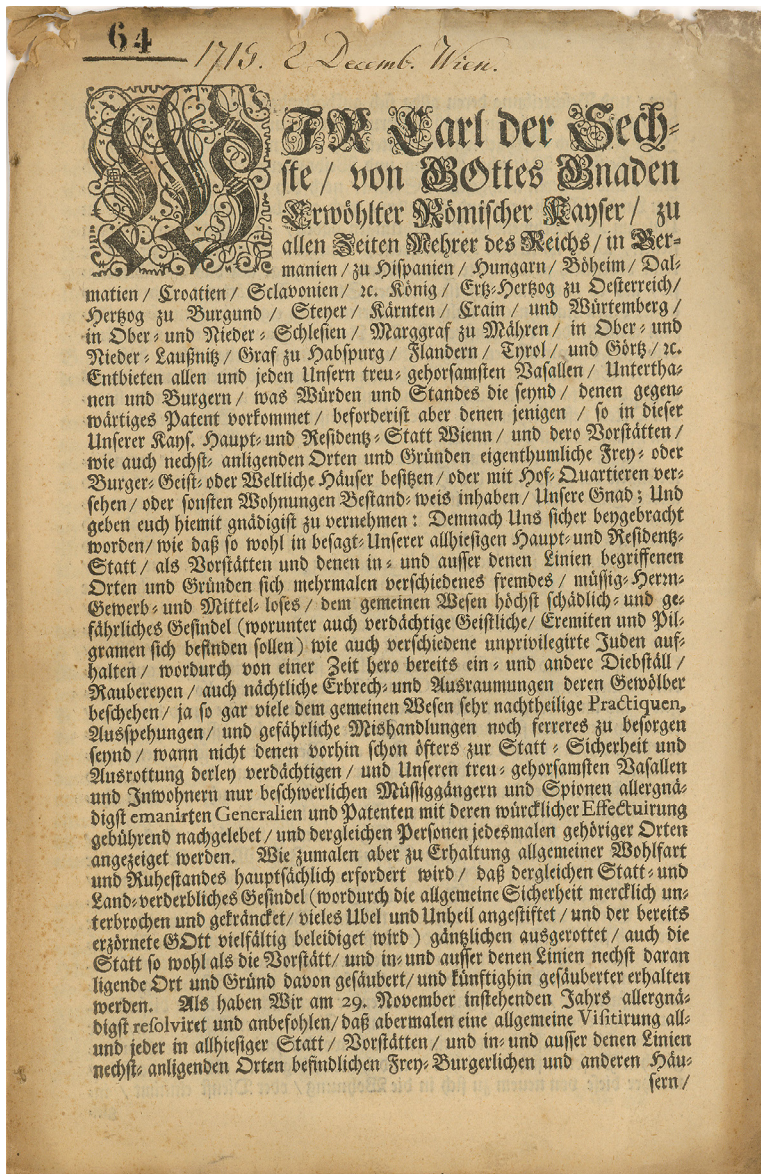 64
1718. 2 Decemb. Wien.
WIR Carl der Sech-
ste / von GOttes Gnaden
Erwöhlter Römischer Kayser / zu
allen Zeiten Mehrer des Reichs / in Ger-
manien / zu Hispanien / Hungarn / Böheim / Dal-
matien / Croatien / Sclavonien / ꝛc. König / Ertz-Hertzog zu Oesterreich /
Hertzog zu Burgund / Steyer / Kärnten / Crain / und Würtemberg /
in Ober- und Nieder-Schlesien / Marggraf zu Mähren / in Ober- und
Nieder-Laußnitz / Graf zu Habspurg / Flandern / Tyrol / und Görtz / ꝛc.
Entbieten allen und jeden Unsern treu-gehorsamsten Vasallen / Untertha-
nen und Burgern / was Würden und Standes die seynd / denen gegen-
wärtiges Patent vorkommet / beforderist aber denen jenigen / so in dieser
Unserer Kays. Haupt- und Residentz-Statt Wienn / und dero Vorstätten /
wie auch nechst-anligenden Orten und Gründen eigenthumliche Frey- oder
Burger-Geist-oder Weltliche Häuser besitzen / oder mit Hof-Quartieren ver-
sehen / oder sonsten Wohnungen Bestand-weis inhaben / Unsere Gnad; Und
geben euch hiemit gnädigist zu vernehmen: Demnach Uns sicher beygebracht
worden / wie daß so wohl in besagt-Unserer allhiesigen Haupt-und Residentz-
Statt / als Vorstätten und denen in- und ausser denen Linien begriffenen
Orten und Gründen sich mehrmalen verschiedenes fremdes / müssig-Herrn-
Gewerb- und Mittel-loses / dem gemeinen Wesen höchst schädlich- und ge-
fährliches Gesindel (worunter auch verdächtige Geistliche / Eremiten und Pil-
gramen sich befinden sollen) wie auch verschiedene unprivilegirte Juden auf-
halten / wordurch von einer Zeit hero bereits ein- und andere Diebställ /
Raubereyen / auch nächtliche Erbrech- und Ausraumungen deren Gewölber
beschehen / ja so gar viele dem gemeinen Wesen sehr nachtheilige Practiquen,
Ausspehungen / und gefährliche Mishandlungen noch ferreres zu besorgen
seynd / wann nicht denen vorhin schon öfters zur Statt-Sicherheit und
Ausrottung derley verdächtigen / und Unseren treu-gehorsamsten Vasallen
und Inwohnern nur beschwerlichen Müssiggängern und Spionen allergnä-
digst emanirten Generalien und Patenten mit deren würcklicher Effectuirung
gebührend nachgelebet / und dergleichen Personen jedesmalen gehöriger Orten
angezeiget werden. Wie zumalen aber zu Erhaltung allgemeiner Wohlfart
und Ruhestandes hauptsächlich erfordert wird / daß dergleichen Statt- und
Land-verderbliches Gesindel (wordurch die allgemeine Sicherheit mercklich un-
terbrochen und gekräncket / vieles Ubel und Unheil angestiftet / und der bereits
erzörnete GOtt vielfältig beleidiget wird) gäntzlichen ausgerottet / auch die
Statt so wohl als die Vorstätt / und in-und ausser denen Linien nechst daran
ligende Ort und Gründ davon gesäubert / und künftighin gesäuberter erhalten
werden. Als haben Wir am 29. November instehenden Jahrs allergnä-
digst resolviret und anbefohlen / daß abermalen eine allgemeine Visitirung all-
und jeder in allhiesiger Statt / Vorstätten / und in- und ausser denen Linien
nechst-anligenden Orten befindlichen Frey-Burgerlichen und anderen Häu-
sern /